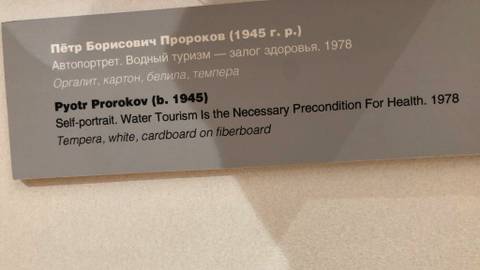 Пётр Борисович Пророков (1945 г. р.)
Автопортрет. Водный туризм — залог здоровья. 1978
Оргалит, картон, белила, темпера
Pyotr Prorokov (b. 1945)
Self-portrait. Water Tourism Is the Necessary Precondition For Health. 1978
Tempera, white, cardboard on fiberboard